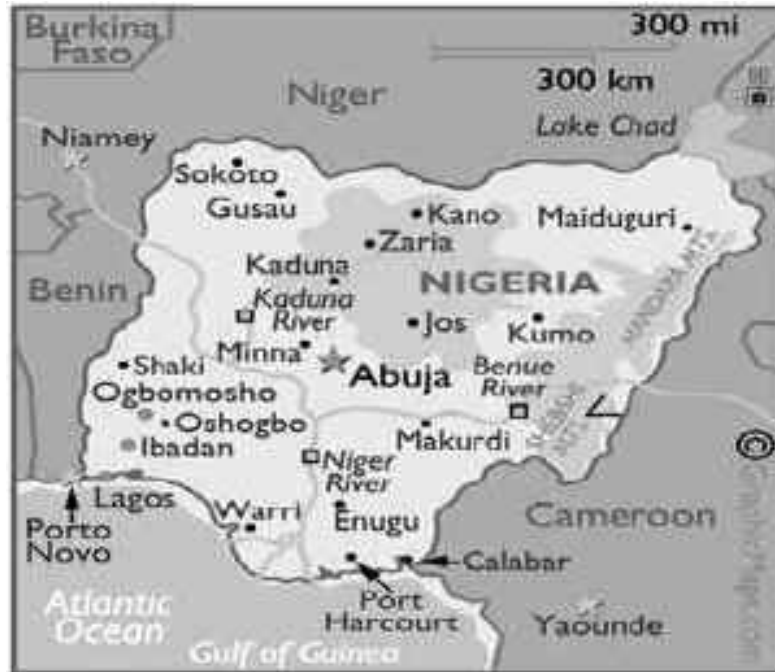 Burkina
Faso
300 mi
300 km
Niger
Lake Chad
Niamey
Sokoto
Gusau
Kano
Zaria
Maiduguri
Kaduna
NIGERIA
MANDARA MTS.
Benin
Kaduna
River
Jos
Kumo
Minna
Shaki
Abuja
Benue
River
Ogbomosho
Oshogbo
Ibadan
Makurdi
Lagos
Niger
River
Porto
Novo
Warri
Enugu
Cameroon
Calabar
Port
Harcourt
Atlantic
Ocean
Yaounde
Gulf of Guinea